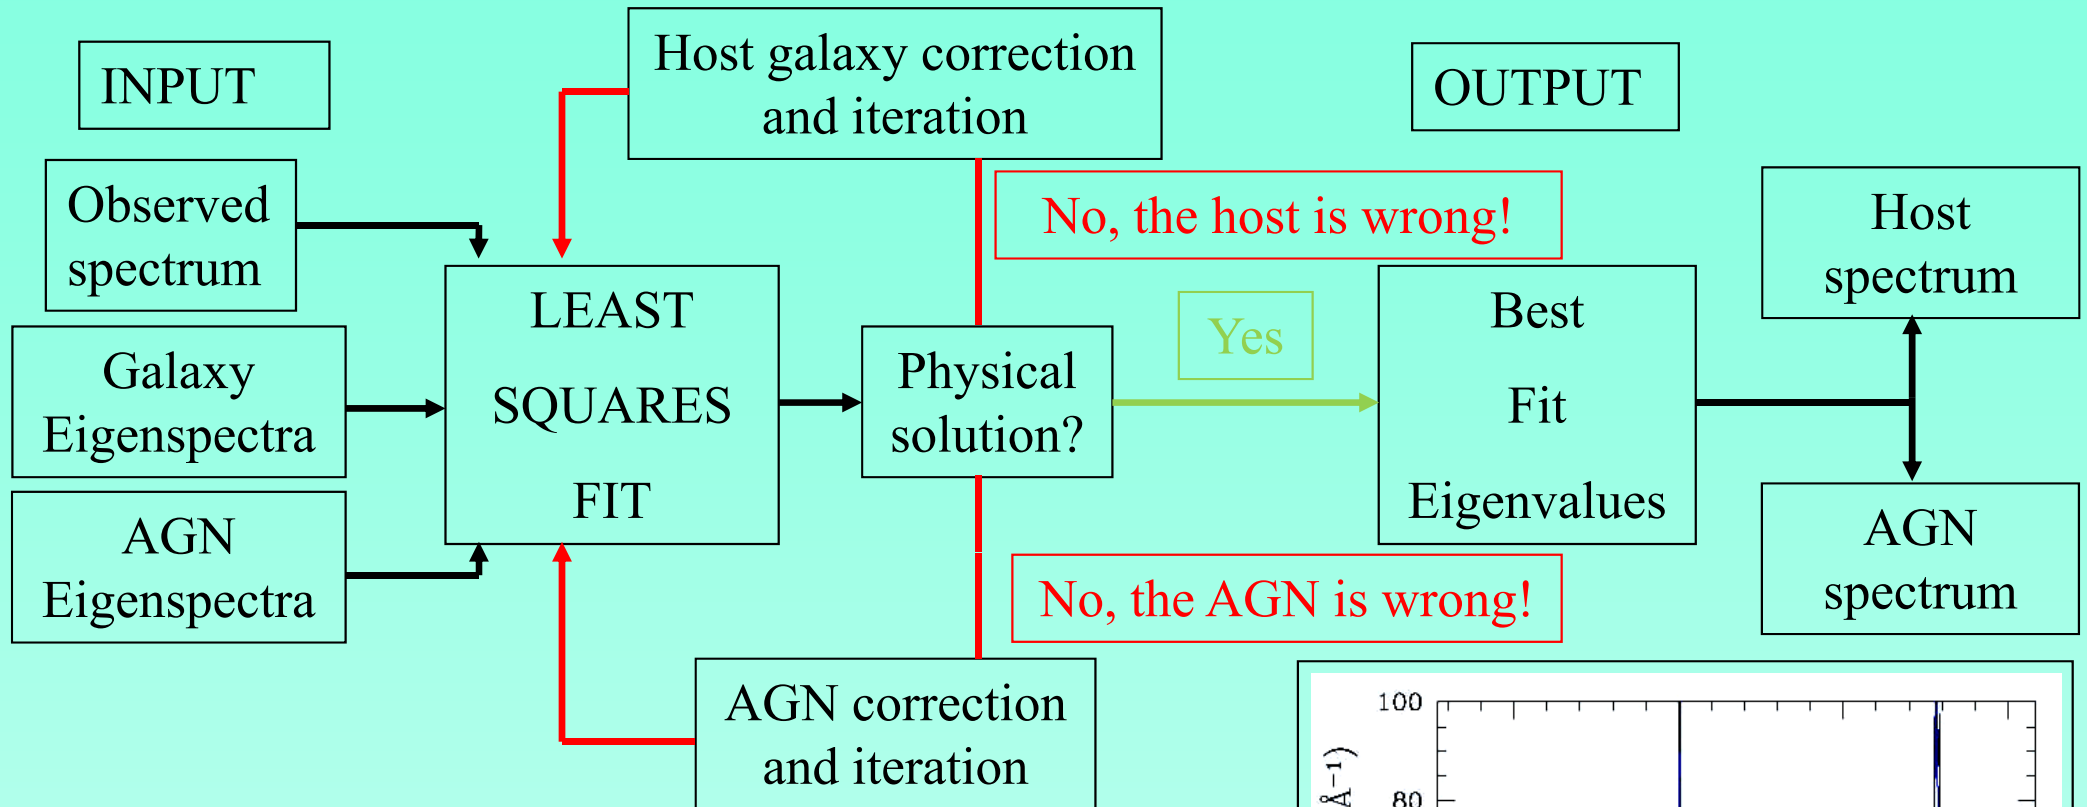 INPUT
Host galaxy correction
and iteration
OUTPUT
Observed
spectrum
No, the host is wrong!
Host
spectrum
LEAST
SQUARES
FIT
Yes
Best
Fit
Eigenvalues
Galaxy
Eigenspectra
Physical
solution?
AGN
Eigenspectra
No, the AGN is wrong!
AGN
spectrum
AGN correction
and iteration
100
80
Å⁻¹)